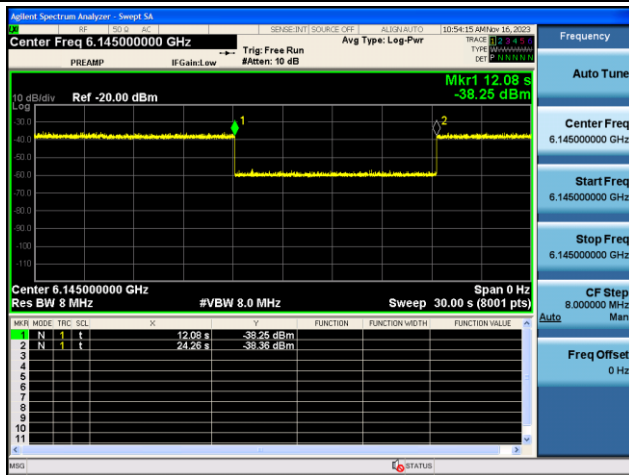 Agilent Spectrum Analyzer - Swept SA
RF 50 Ω AC SENSE:INT SOURCE OFF ALIGNAUTO 10:54:15 AM Nov 16, 2023
Center Freq 6.145000000 GHz
PREAMP
IFGain:Low
Trig: Free Run
#Atten: 10 dB
Avg Type: Log-Pwr
TRACE 1 2 3 4 5 6
TYPE WWWWWW
DET P N N N N N
Mkr1 12.08 s
-38.25 dBm
10 dB/div Ref -20.00 dBm
Log
-30.0
-40.0
-50.0
-60.0
-70.0
-80.0
-90.0
-100
-110
1
2
Center 6.145000000 GHz Span 0 Hz
Res BW 8 MHz #VBW 8.0 MHz Sweep 30.00 s (8001 pts)
MKR MODE TRC SCL X Y FUNCTION FUNCTION WIDTH FUNCTION VALUE
1 N 1 t 12.08 s -38.25 dBm
2 N 1 t 24.26 s -38.36 dBm
3
4
5
6
7
8
9
10
11
MSG STATUS
Frequency
Auto Tune
Center Freq
6.145000000 GHz
Start Freq
6.145000000 GHz
Stop Freq
6.145000000 GHz
CF Step
8.000000 MHz
Auto Man
Freq Offset
0 Hz